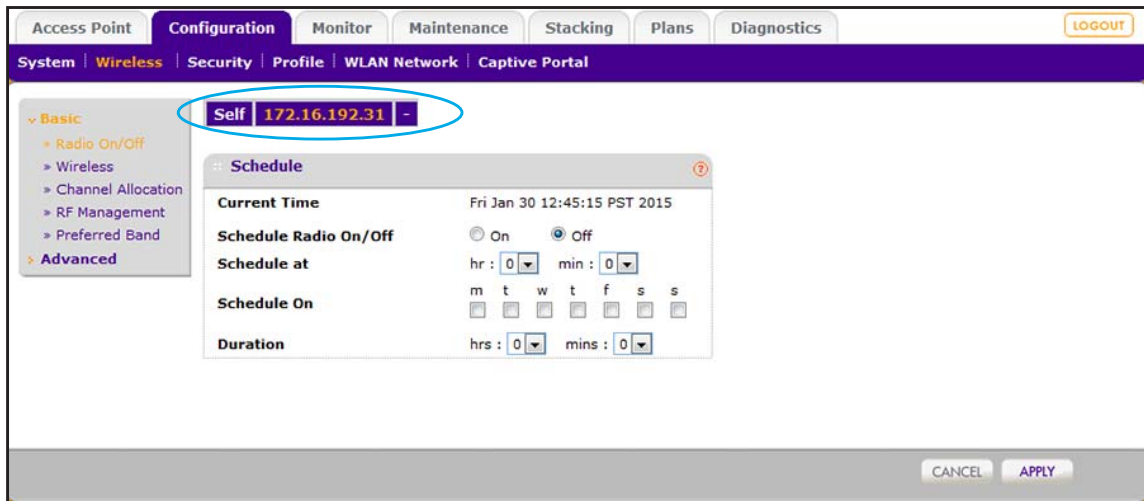 Access Point Configuration Monitor Maintenance Stacking Plans Diagnostics LOGOUT
System Wireless Security Profile WLAN Network Captive Portal
Basic
Radio On/Off
Wireless
Channel Allocation
RF Management
Preferred Band
Advanced
Self 172.16.192.31 -
Schedule ?
Current Time Fri Jan 30 12:45:15 PST 2015
Schedule Radio On/Off On Off
Schedule at hr : 0 min : 0
Schedule On m t w t f s s
Duration hrs : 0 mins : 0
CANCEL APPLY